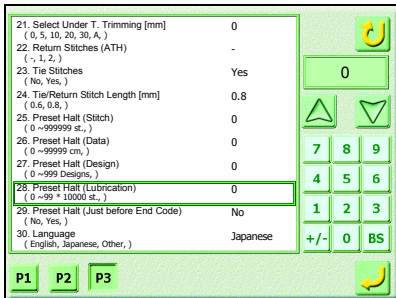 21. Select Under T. Trimming [mm] 0
( 0, 5, 10, 20, 30, A, )
22. Return Stitches (ATH) -
( -, 1, 2, )
23. Tie Stitches Yes
( No, Yes, )
24. Tie/Return Stitch Length [mm] 0.8
( 0.6, 0.8, )
25. Preset Halt (Stitch) 0
( 0 ~999999 st., )
26. Preset Halt (Data) 0
( 0 ~99999 cm, )
27. Preset Halt (Design) 0
( 0 ~999 Designs, )
28. Preset Halt (Lubrication) 0
( 0 ~99 * 10000 st., )
29. Preset Halt (Just before End Code) No
( No, Yes, )
30. Language Japanese
( English, Japanese, Other, )
0
7 8 9
4 5 6
1 2 3
+/- 0 BS
P1 P2 P3